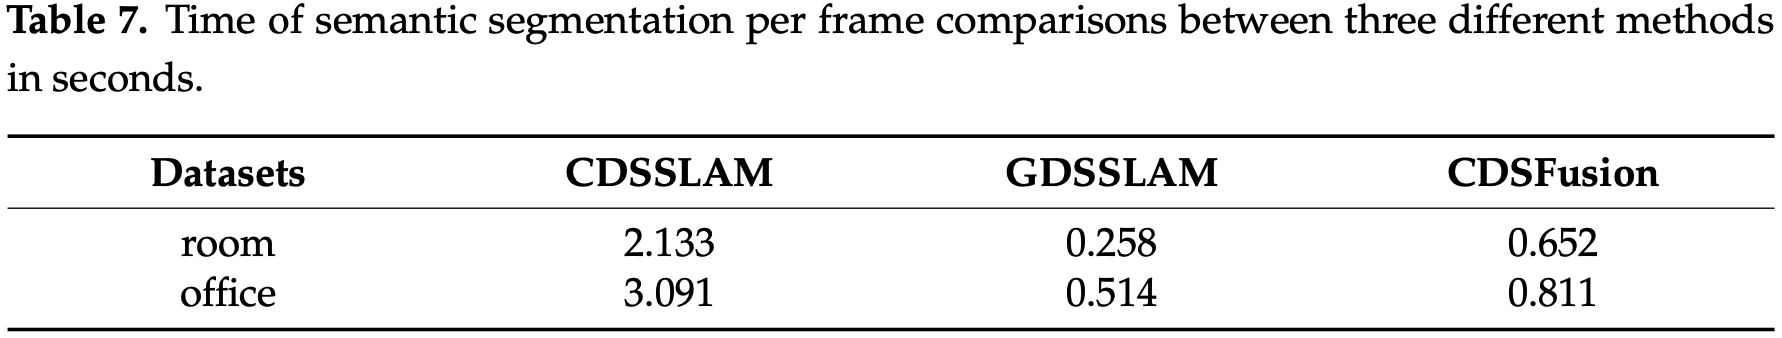 Table 7. Time of semantic segmentation per frame comparisons between three different methods
in seconds.
Datasets CDSSLAM GDSSLAM CDSFusion
room 2.133 0.258 0.652
office 3.091 0.514 0.811